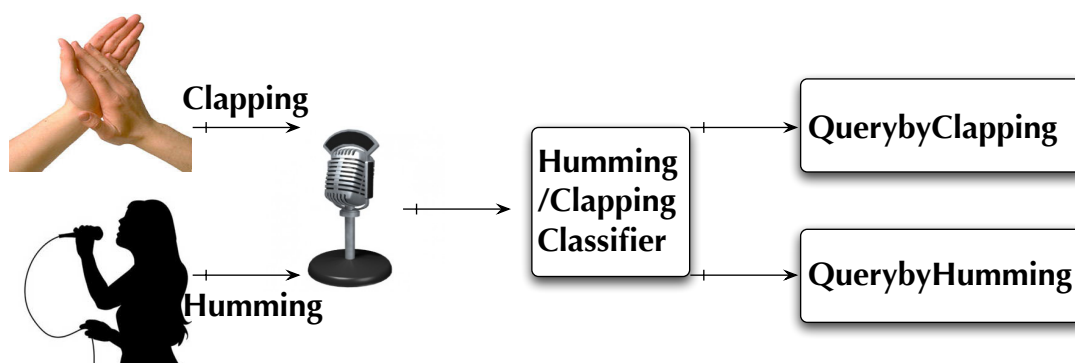 Clapping
Humming
Humming
/Clapping
Classifier
QuerybyClapping
QuerybyHumming